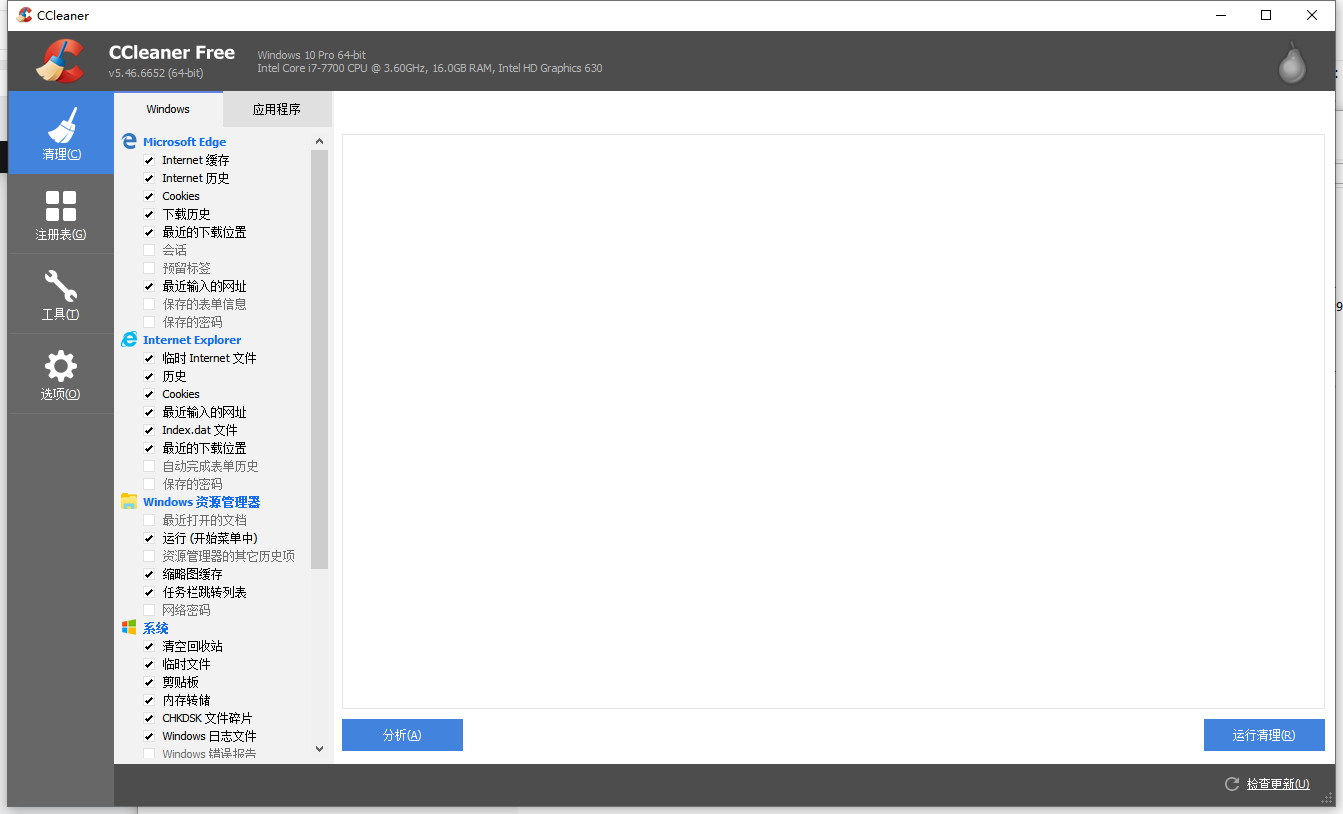 CCleaner
CCleaner Free
v5.46.6652 (64-bit)
Windows 10 Pro 64-bit
Intel Core i7-7700 CPU @ 3.60GHz, 16.0GB RAM, Intel HD Graphics 630
清理(C)
注册表(G)
工具(T)
选项(O)
Windows
应用程序
Microsoft Edge
Internet 缓存
Internet 历史
Cookies
下载历史
最近的下载位置
会话
预留标签
最近输入的网址
保存的表单信息
保存的密码
Internet Explorer
临时 Internet 文件
历史
Cookies
最近输入的网址
Index.dat 文件
最近的下载位置
自动完成表单历史
保存的密码
Windows 资源管理器
最近打开的文档
运行 (开始菜单中)
资源管理器的其它历史项
缩略图缓存
任务栏跳转列表
网络密码
系统
清空回收站
临时文件
剪贴板
内存转储
CHKDSK 文件碎片
Windows 日志文件
Windows 错误报告
分析(A)
运行清理(R)
检查更新(U)
9